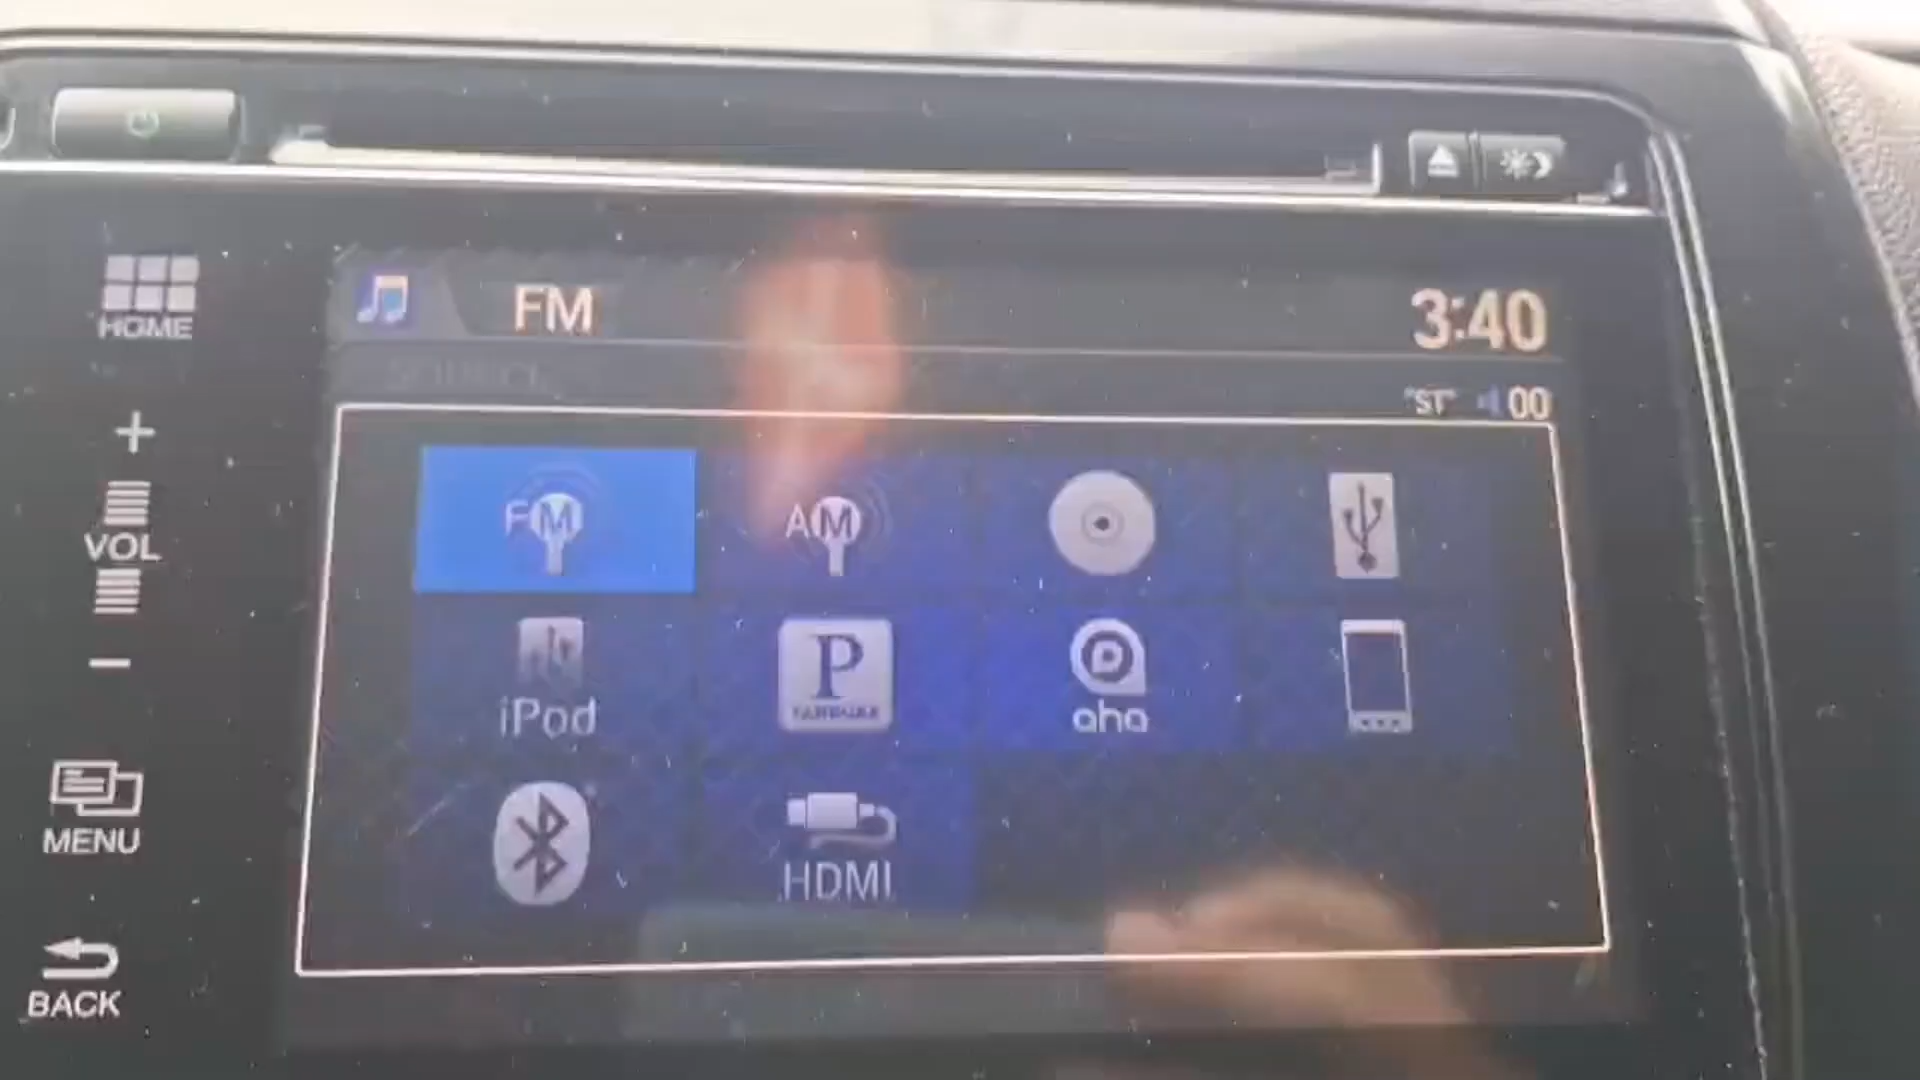 HOME
FM
3:40
"ST" 00
+
VOL
−
FM
AM
iPod
P
aha
HDMI
MENU
BACK